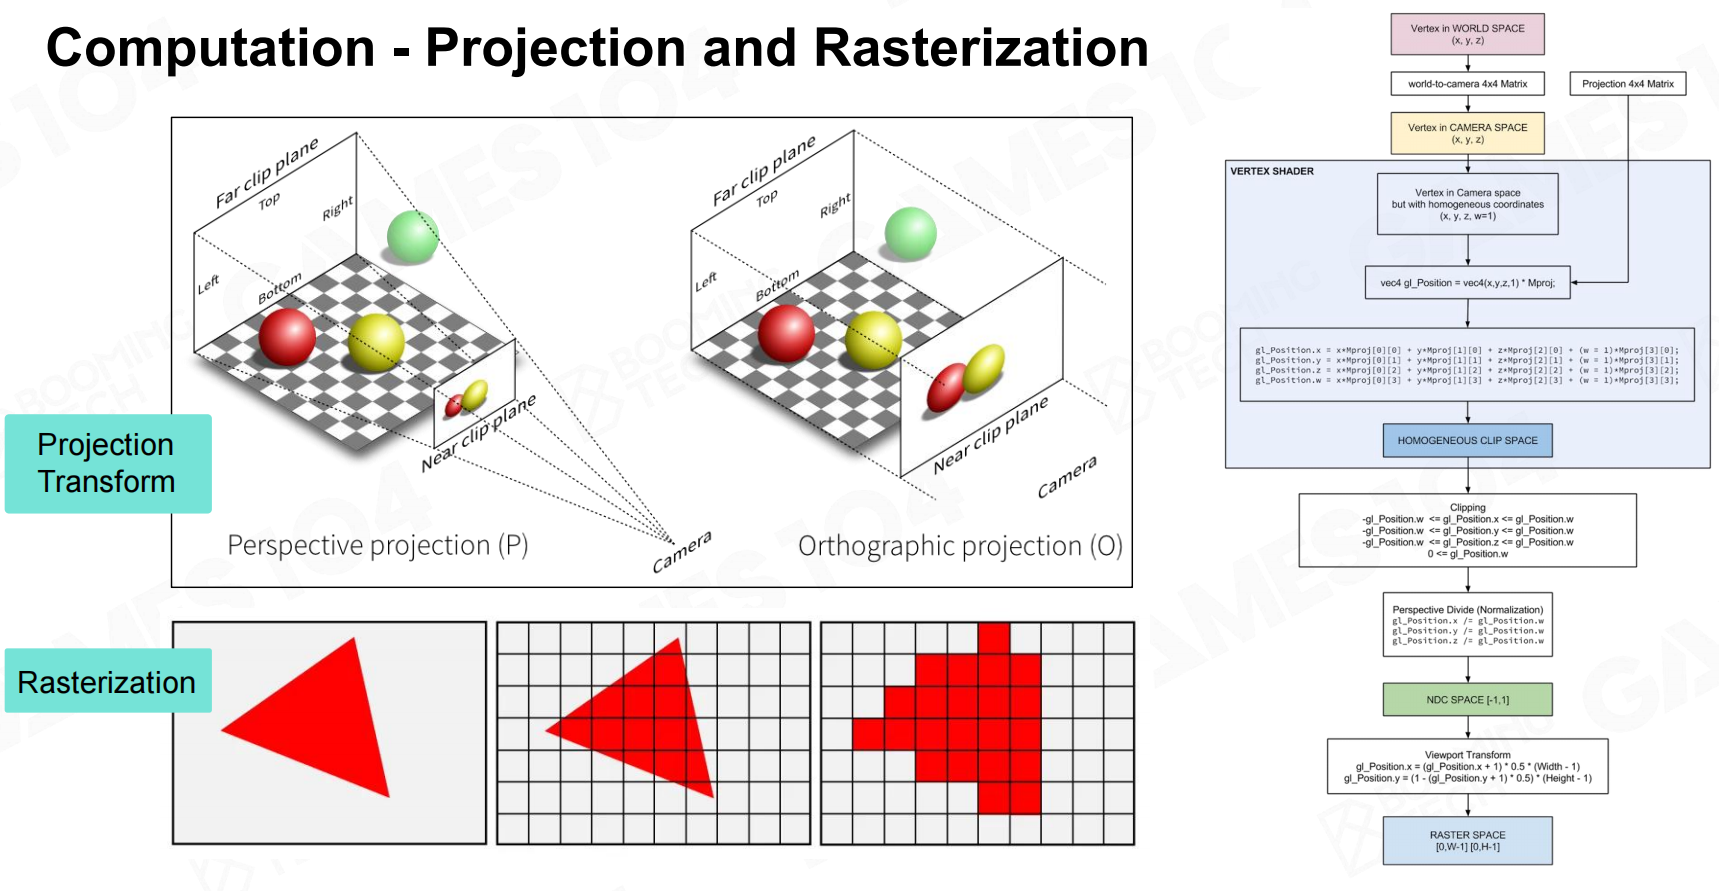 Computation - Projection and Rasterization
Projection
Transform
Far clip plane
Top
Right
Left
Bottom
Near clip plane
Camera
Perspective projection (P)
Far clip plane
Top
Right
Left
Bottom
Near clip plane
Camera
Orthographic projection (O)
Rasterization
Vertex in WORLD SPACE
(x, y, z)
world-to-camera 4x4 Matrix
Projection 4x4 Matrix
Vertex in CAMERA SPACE
(x, y, z)
VERTEX SHADER
Vertex in Camera space
but with homogeneous coordinates
(x, y, z, w=1)
vec4 gl_Position = vec4(x,y,z,1) * Mproj;
gl_Position.x = x*Mproj[0][0] + y*Mproj[1][0] + z*Mproj[2][0] + (w = 1)*Mproj[3][0];
gl_Position.y = x*Mproj[0][1] + y*Mproj[1][1] + z*Mproj[2][1] + (w = 1)*Mproj[3][1];
gl_Position.z = x*Mproj[0][2] + y*Mproj[1][2] + z*Mproj[2][2] + (w = 1)*Mproj[3][2];
gl_Position.w = x*Mproj[0][3] + y*Mproj[1][3] + z*Mproj[2][3] + (w = 1)*Mproj[3][3];
HOMOGENEOUS CLIP SPACE
Clipping
-gl_Position.w <= gl_Position.x <= gl_Position.w
-gl_Position.w <= gl_Position.y <= gl_Position.w
-gl_Position.w <= gl_Position.z <= gl_Position.w
0 <= gl_Position.w
Perspective Divide (Normalization)
gl_Position.x /= gl_Position.w
gl_Position.y /= gl_Position.w
gl_Position.z /= gl_Position.w
NDC SPACE [-1,1]
Viewport Transform
gl_Position.x = (gl_Position.x + 1) * 0.5 * (Width - 1)
gl_Position.y = (1 - (gl_Position.y + 1) * 0.5) * (Height - 1)
RASTER SPACE
[0,W-1] [0,H-1]
GAMES 104
BOOMING
TECH